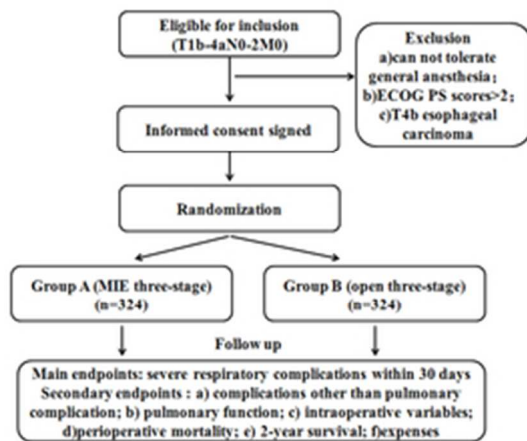 Eligible for inclusion
(T1b-4aN0-2M0)
Exclusion
a)can not tolerate
general anesthesia;
b)ECOG PS scores>2;
c)T4b esophageal
carcinoma
Informed consent signed
Randomization
Group A (MIE three-stage)
(n=324)
Group B (open three-stage)
(n=324)
Follow up
Main endpoints: severe respiratory complications within 30 days
Secondary endpoints : a) complications other than pulmonary
complication; b) pulmonary function; c) intraoperative variables;
d)perioperative mortality; e) 2-year survival; f)expenses